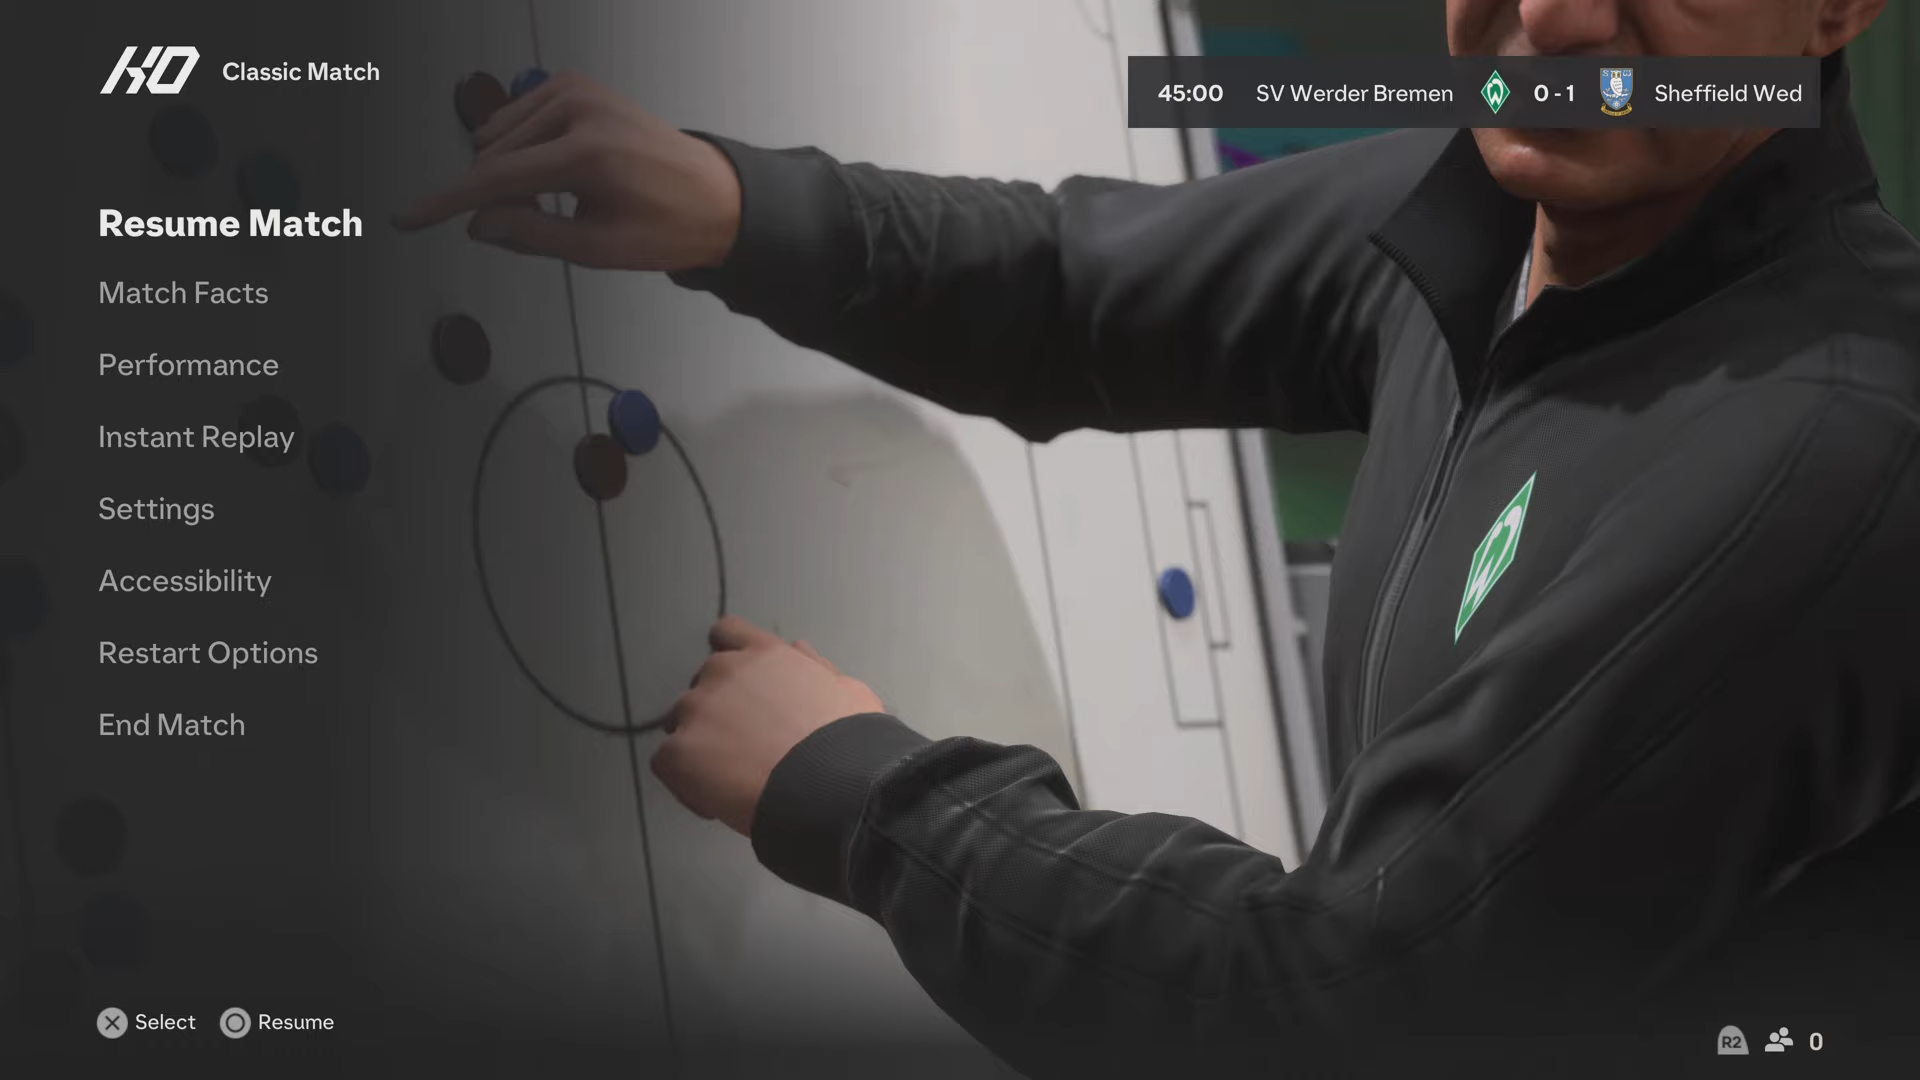 KO Classic Match
45:00 SV Werder Bremen W 0 - 1 Sheffield Wed
Resume Match
Match Facts
Performance
Instant Replay
Settings
Accessibility
Restart Options
End Match
Select Resume
R2 0